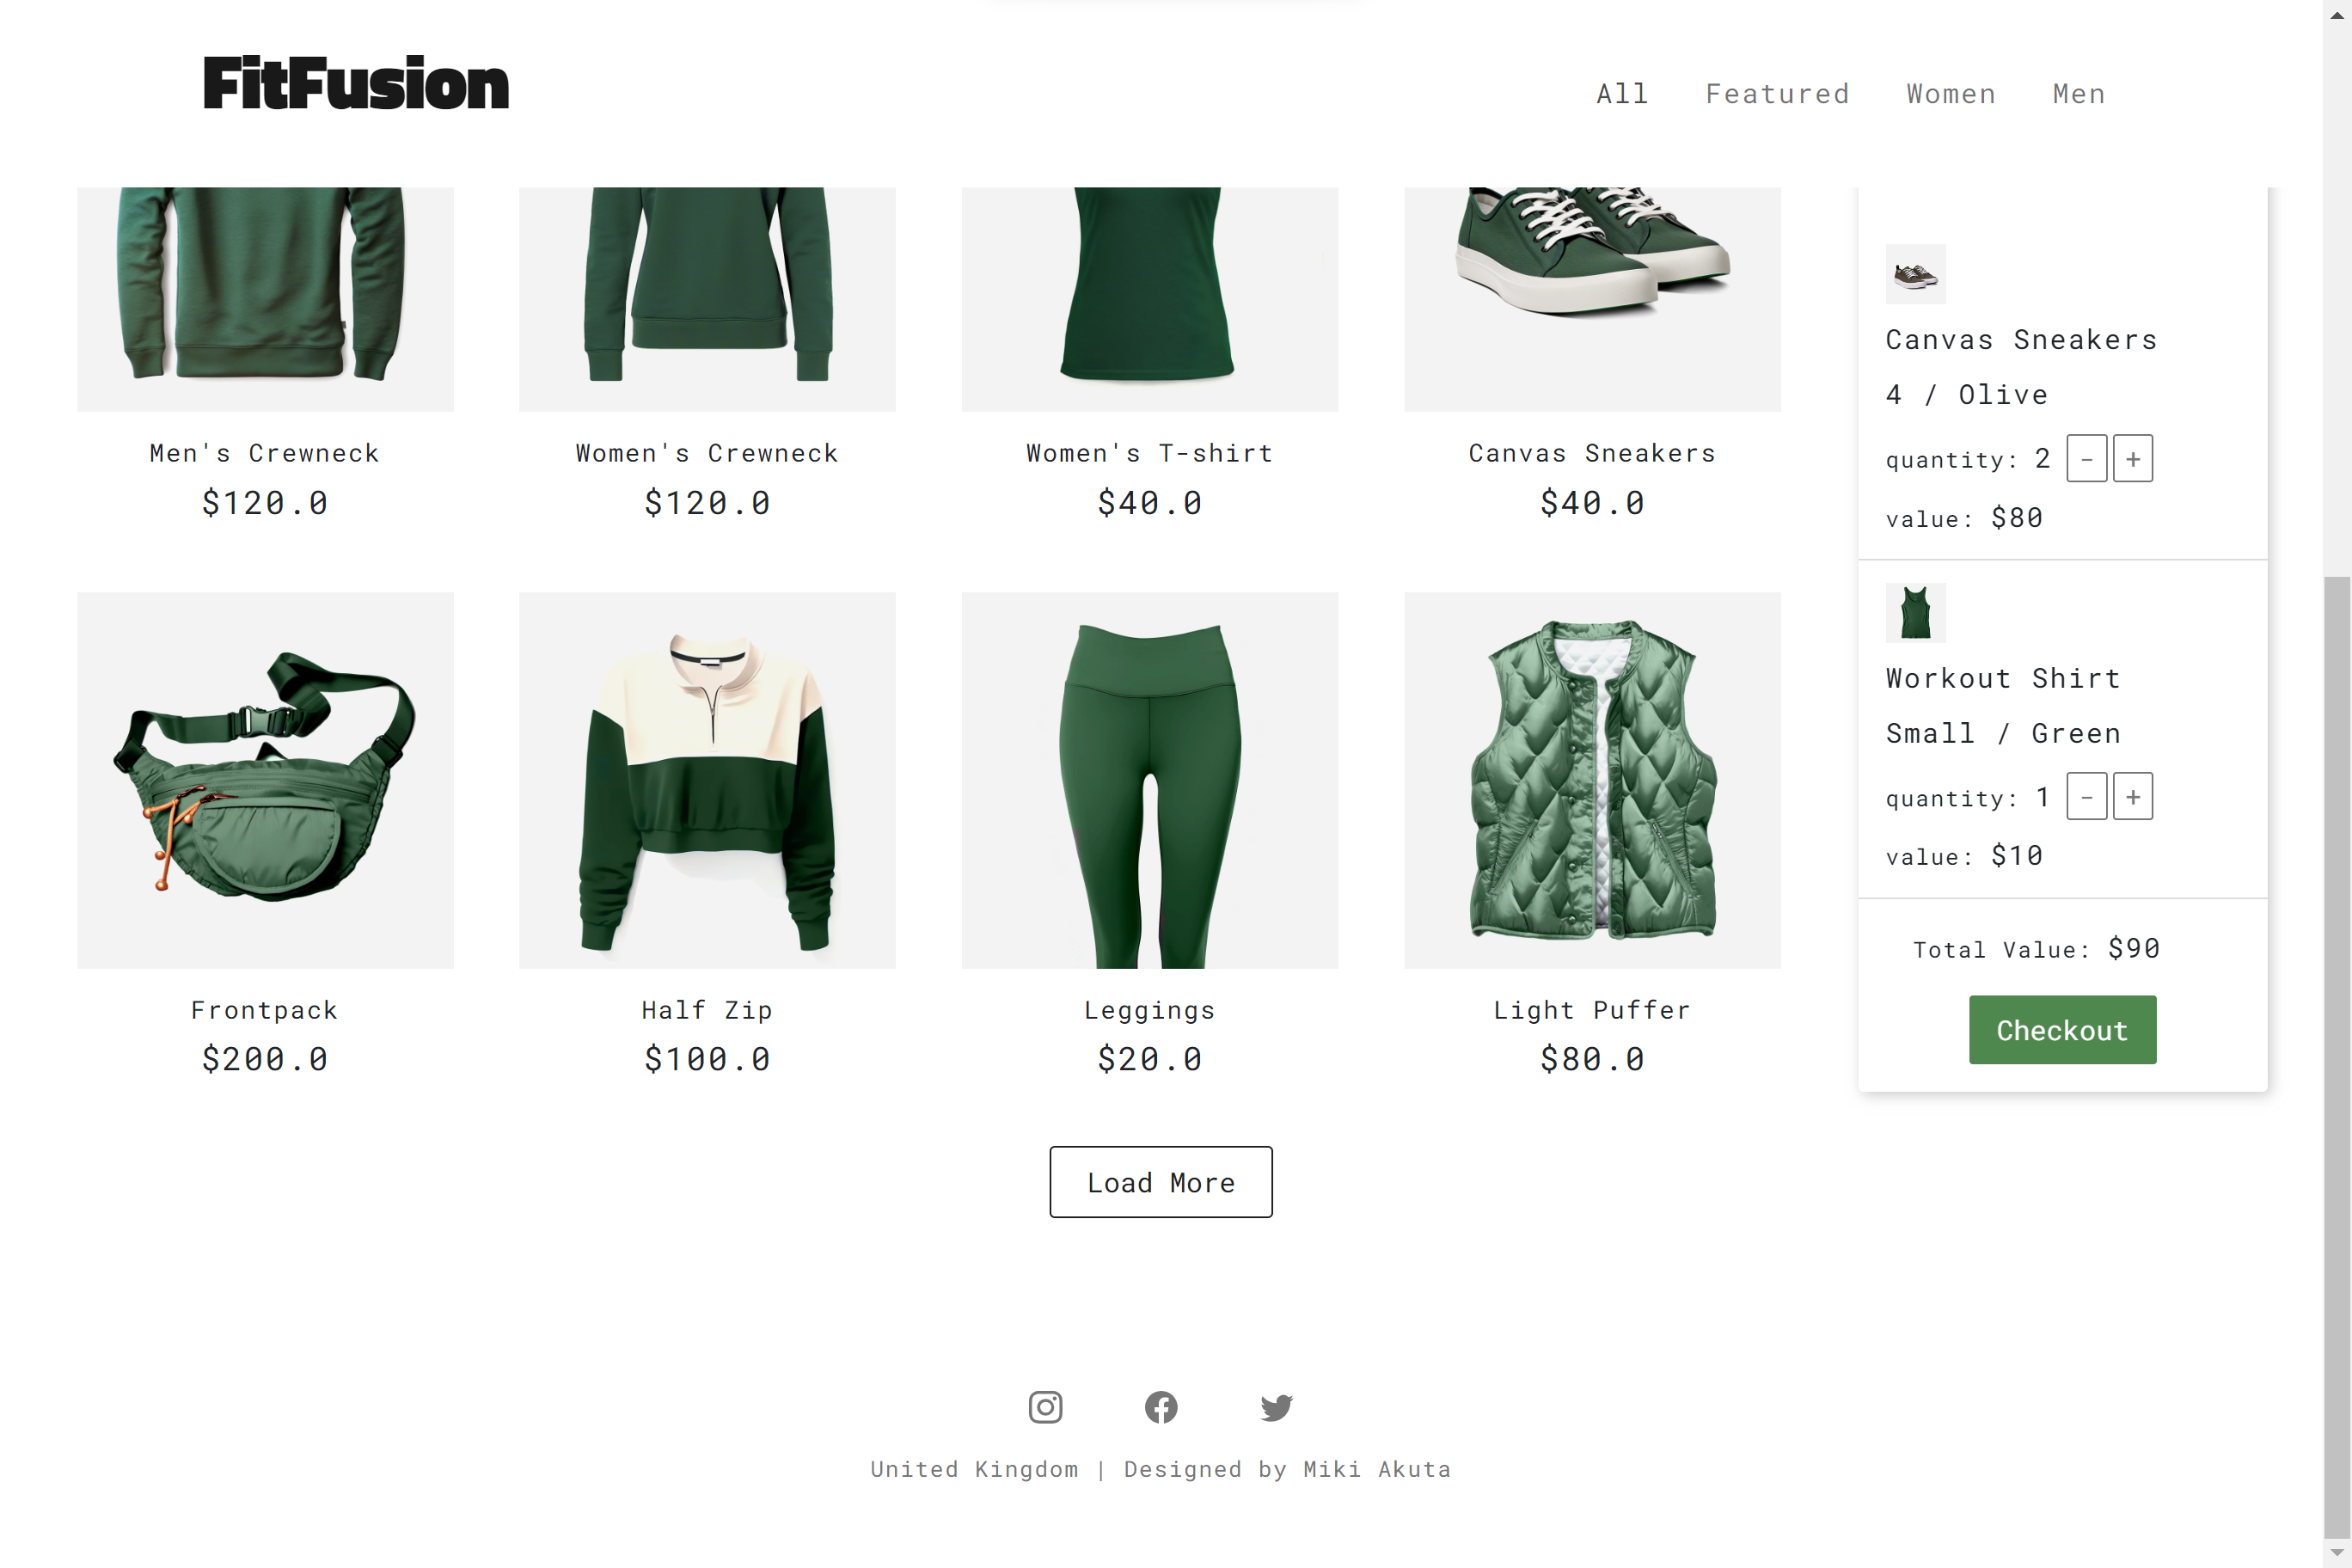 FitFusion
All Featured Women Men
Men's Crewneck
$120.0
Women's Crewneck
$120.0
Women's T-shirt
$40.0
Canvas Sneakers
$40.0
Frontpack
$200.0
Half Zip
$100.0
Leggings
$20.0
Light Puffer
$80.0
Canvas Sneakers
4 / Olive
quantity: 2 - +
value: $80
Workout Shirt
Small / Green
quantity: 1 - +
value: $10
Total Value: $90
Checkout
Load More
United Kingdom | Designed by Miki Akuta